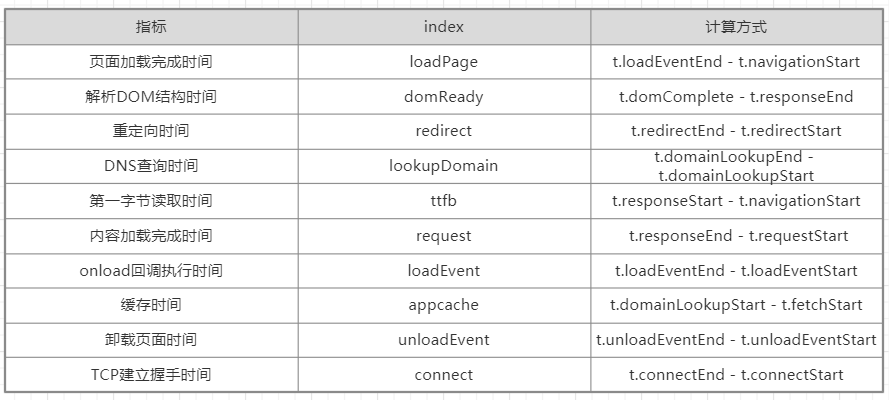 指标 index 计算方式
页面加载完成时间 loadPage t.loadEventEnd - t.navigationStart
解析DOM结构时间 domReady t.domComplete - t.responseEnd
重定向时间 redirect t.redirectEnd - t.redirectStart
DNS查询时间 lookupDomain t.domainLookupEnd -
t.domainLookupStart
第一字节读取时间 ttfb t.responseStart - t.navigationStart
内容加载完成时间 request t.responseEnd - t.requestStart
onload回调执行时间 loadEvent t.loadEventEnd - t.loadEventStart
缓存时间 appcache t.domainLookupStart - t.fetchStart
卸载页面时间 unloadEvent t.unloadEventEnd - t.unloadEventStart
TCP建立握手时间 connect t.connectEnd - t.connectStart